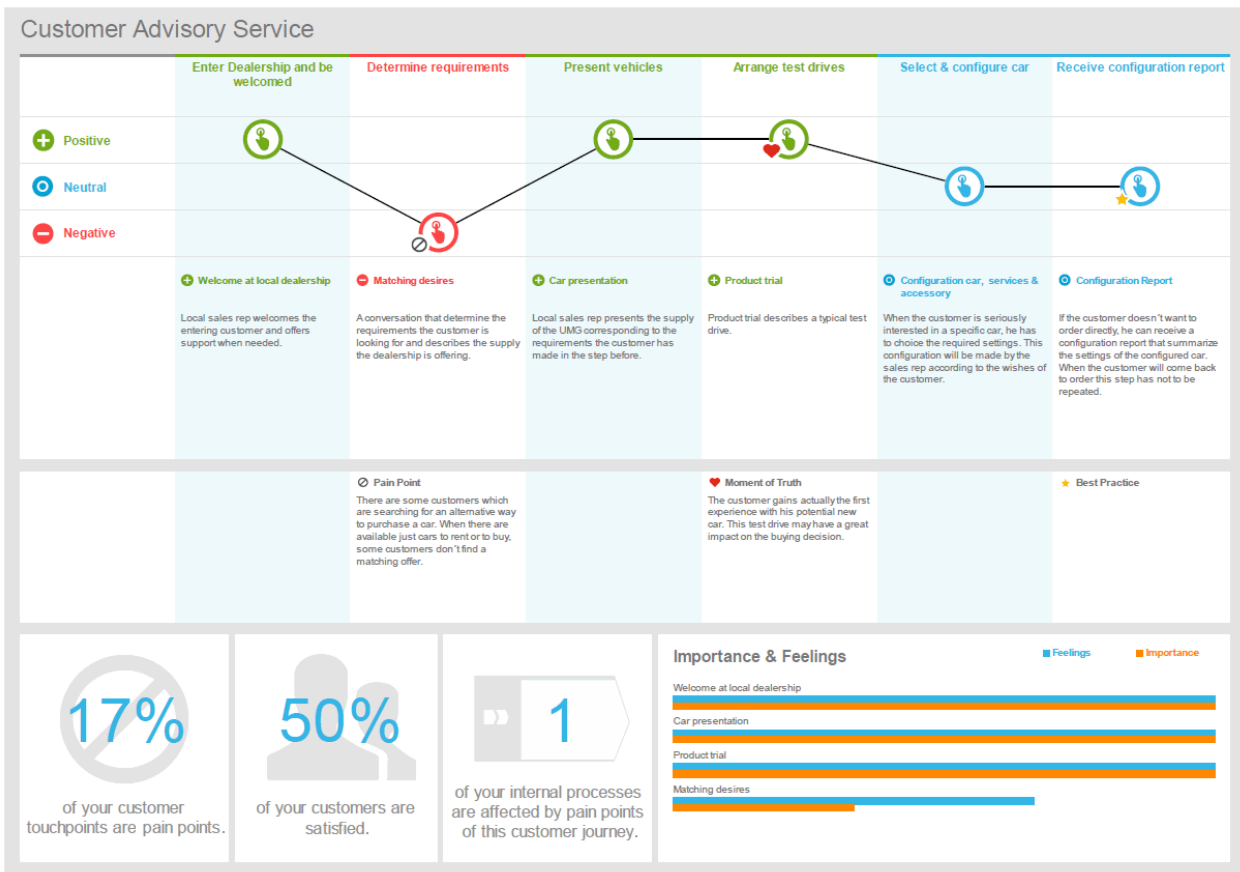 Customer Advisory Service
Enter Dealership and be
welcomed
Determine requirements
Present vehicles
Arrange test drives
Select & configure car
Receive configuration report
Positive
Neutral
Negative
Welcome at local dealership
Local sales rep welcomes the
entering customer and offers
support when needed.
Matching desires
A conversation that determine the
requirements the customer is
looking for and describes the supply
the dealership is offering.
Car presentation
Local sales rep presents the supply
of the UMG corresponding to the
requirements the customer has
made in the step before.
Product trial
Product trial describes a typical test
drive.
Configuration car, services &
accessory
When the customer is seriously
interested in a specific car, he has
to choice the required settings. This
configuration will be made by the
sales rep according to the wishes of
the customer.
Configuration Report
If the customer doesn't want to
order directly, he can receive a
configuration report that summarize
the settings of the configured car.
When the customer will come back
to order this step has not to be
repeated.
Pain Point
There are some customers which
are searching for an alternative way
to purchase a car. When there are
available just cars to rent or to buy,
some customers don't find a
matching offer.
Moment of Truth
The customer gains actually the first
experience with his potential new
car. This test drive may have a great
impact on the buying decision.
Best Practice
17%
of your customer
touchpoints are pain points.
50%
of your customers are
satisfied.
1
of your internal processes
are affected by pain points
of this customer journey.
Importance & Feelings
Feelings
Importance
Welcome at local dealership
Car presentation
Product trial
Matching desires